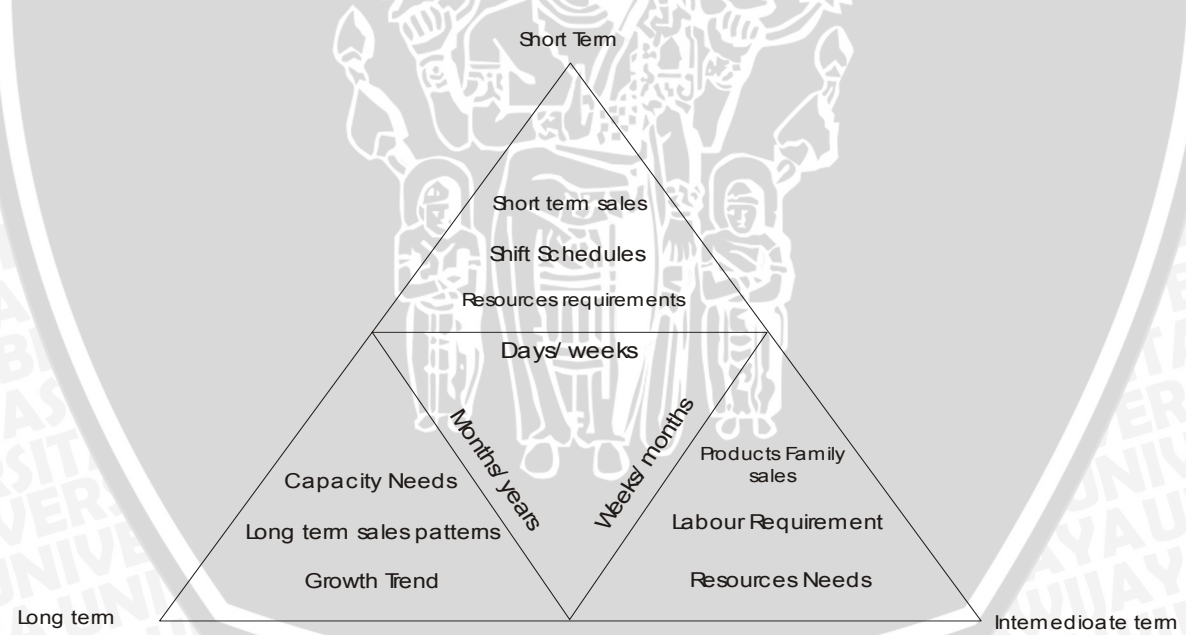 Short Term
Short term sales
Shift Schedules
Resources requirements
Days/ weeks
Months/ years
Weeks/ months
Capacity Needs
Long term sales patterns
Growth Trend
Products Family
sales
Labour Requirement
Resources Needs
Long term
Intemedioate term